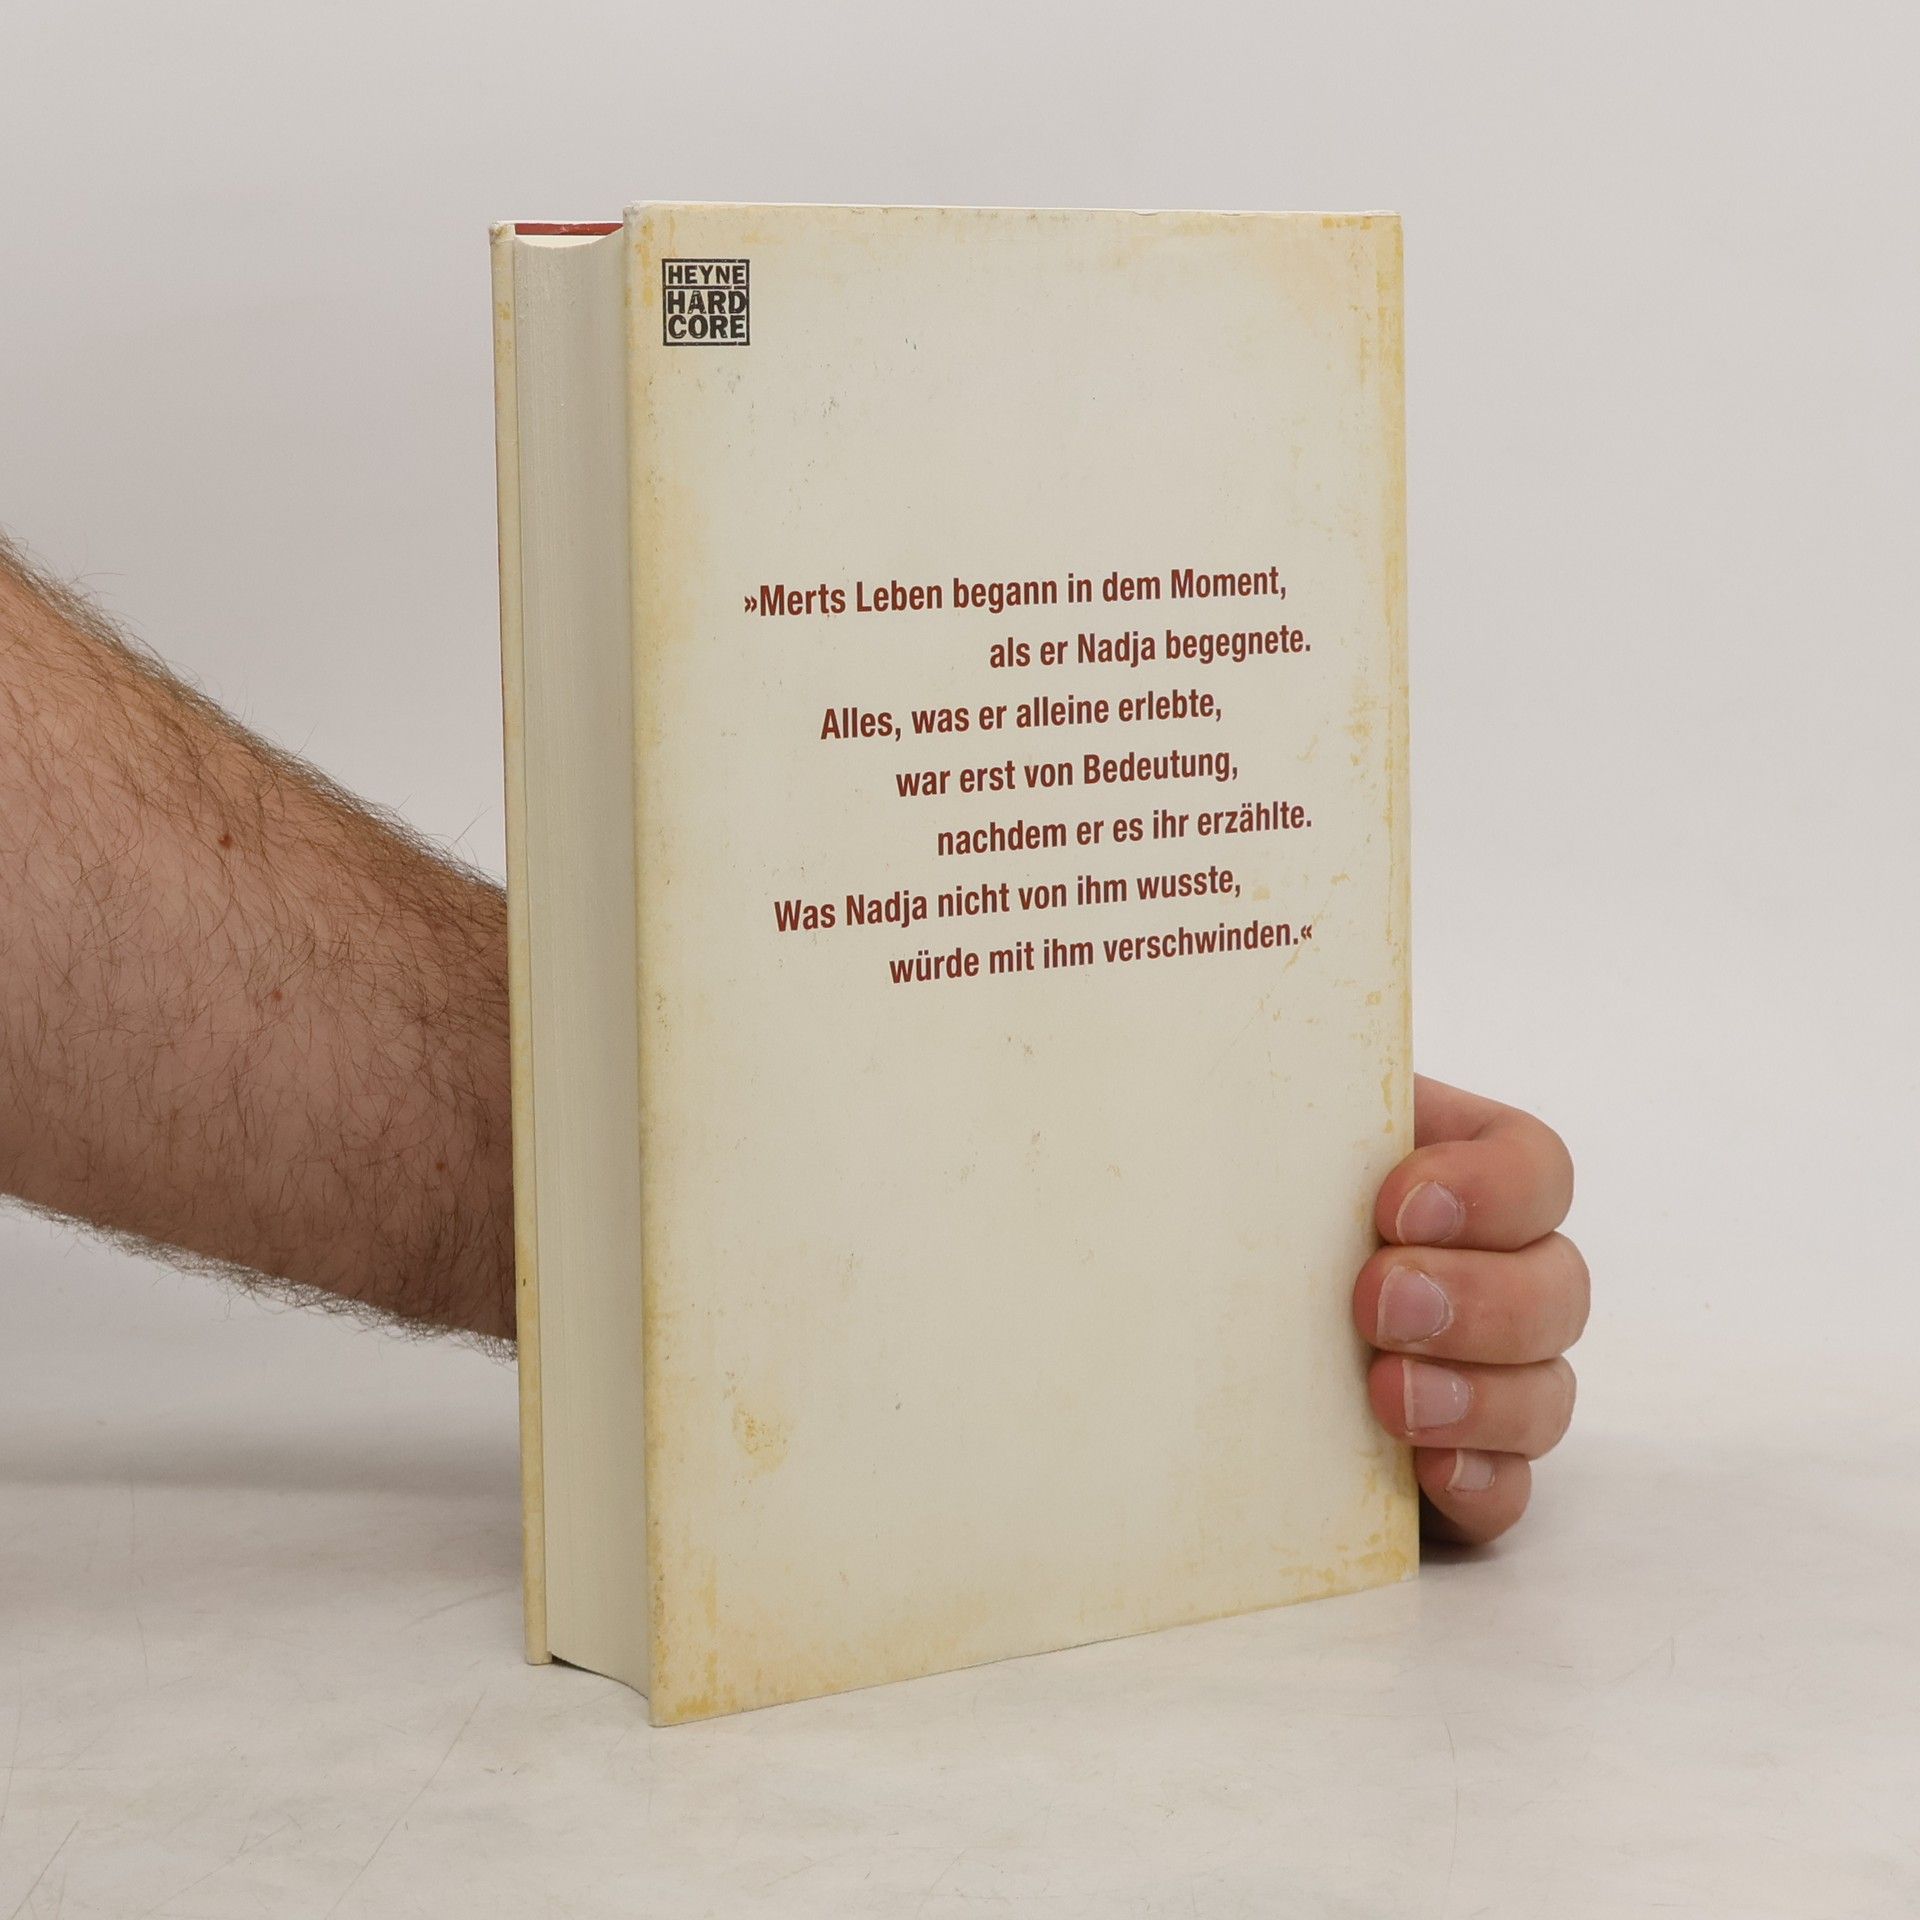 HEYNE
HARD
CORE
»Merts Leben begann in dem Moment,
als er Nadja begegnete.
Alles, was er alleine erlebte,
war erst von Bedeutung,
nachdem er es ihr erzählte.
Was Nadja nicht von ihm wusste,
würde mit ihm verschwinden.«